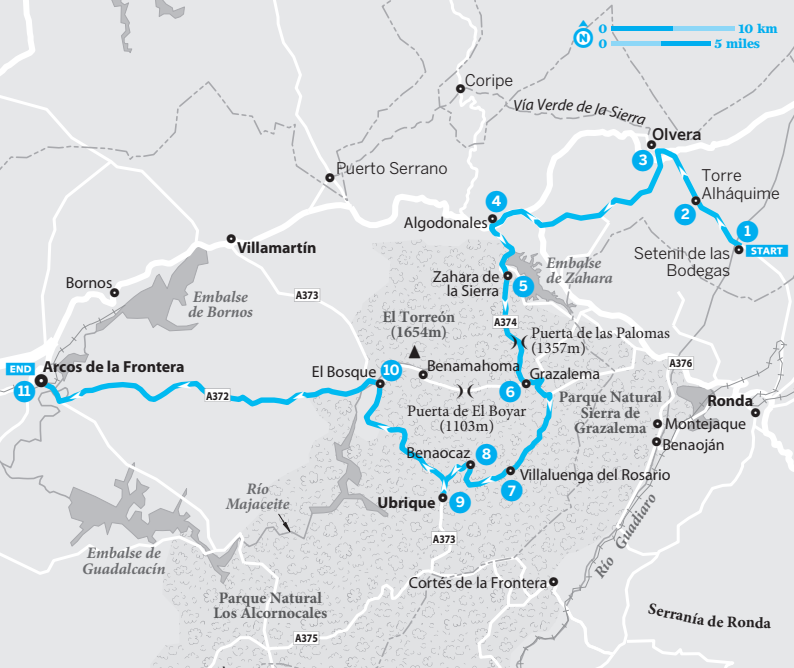 0 10 km
N
0 5 miles
Coripe
Vía Verde de la Sierra
Olvera
3
Puerto Serrano
Torre
Alháquime
4
2
1
Algodonales
START
Villamartín
Setenil de las
Bodegas
Embalse
de Zahara
Zahara de
la Sierra
5
Bornos
Embalse
de Bornos
A373
El Torreón
(1654m)
A374
Puerta de las Palomas
(1357m)
END
Arcos de la Frontera
11
El Bosque
10
Benamahoma
Grazalema
A376
A372
6
Puerta de El Boyar
(1103m)
Parque Natural
Sierra de
Grazalema
Ronda
Montejaque
Benaoján
Benaocaz
8
Villaluenga del Rosario
7
Río
Majaceite
Ubrique
9
Río Guadiaro
A373
Embalse de
Guadalcacín
Cortés de la Frontera
Parque Natural
Los Alcornocales
Serranía de Ronda
A375